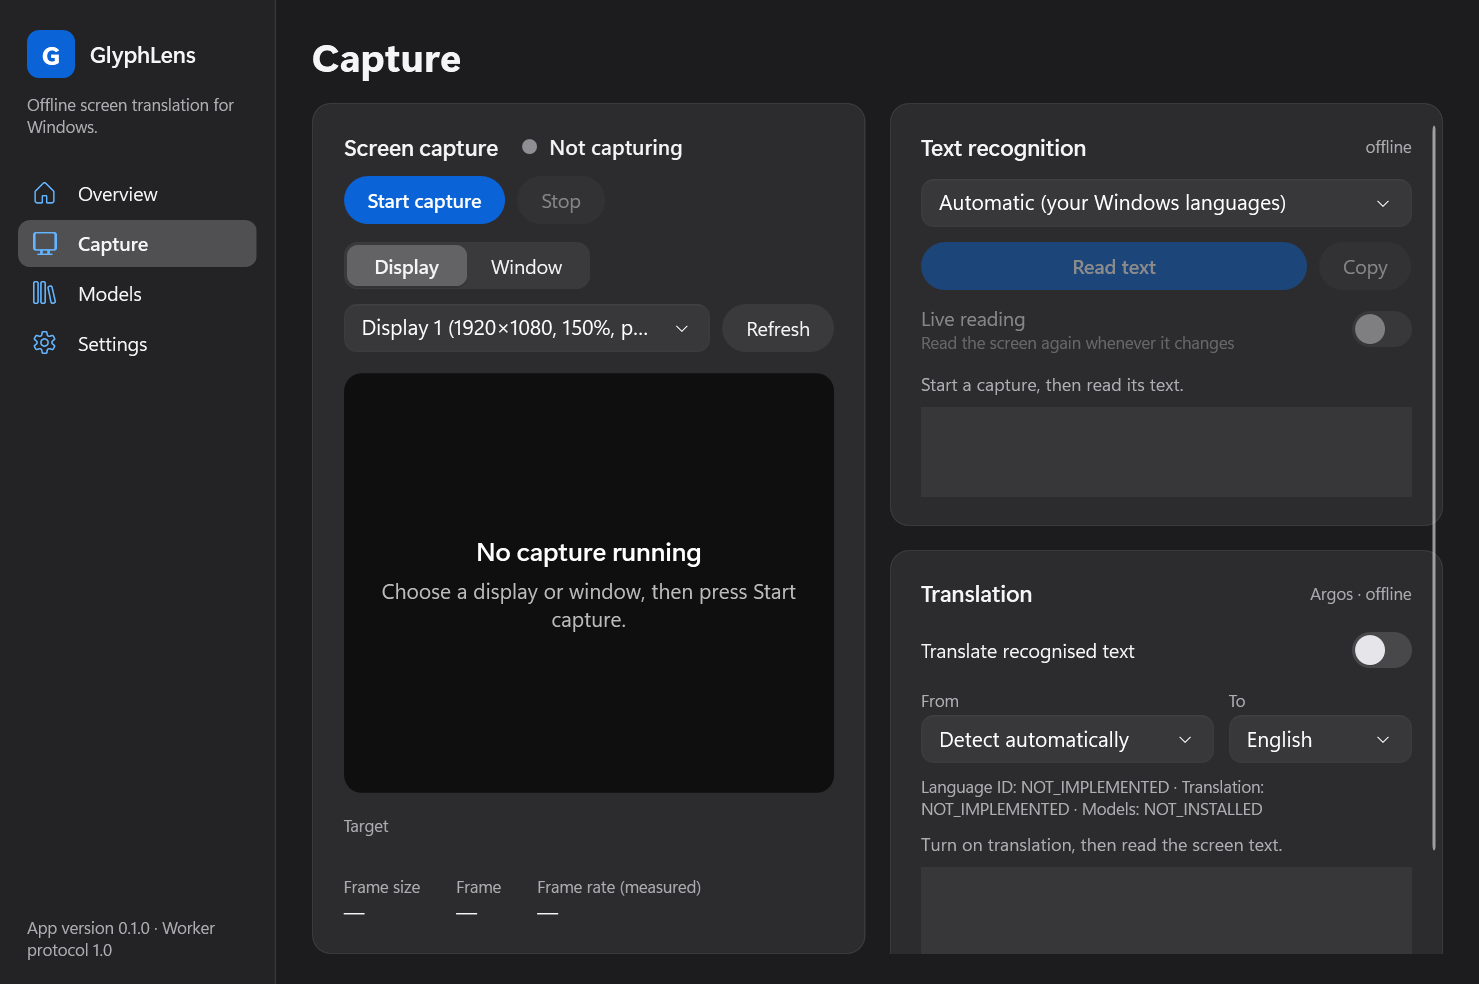 G
GlyphLens
Offline screen translation for
Windows.
Overview
Capture
Models
Settings
App version 0.1.0 · Worker
protocol 1.0
Capture
Screen capture
Not capturing
Start capture
Stop
Display
Window
Display 1 (1920×1080, 150%, p...
Refresh
No capture running
Choose a display or window, then press Start
capture.
Target
Frame size
Frame
Frame rate (measured)
—
—
—
Text recognition
offline
Automatic (your Windows languages)
Read text
Copy
Live reading
Read the screen again whenever it changes
Start a capture, then read its text.
Translation
Argos · offline
Translate recognised text
From
To
Detect automatically
English
Language ID: NOT_IMPLEMENTED · Translation:
NOT_IMPLEMENTED · Models: NOT_INSTALLED
Turn on translation, then read the screen text.